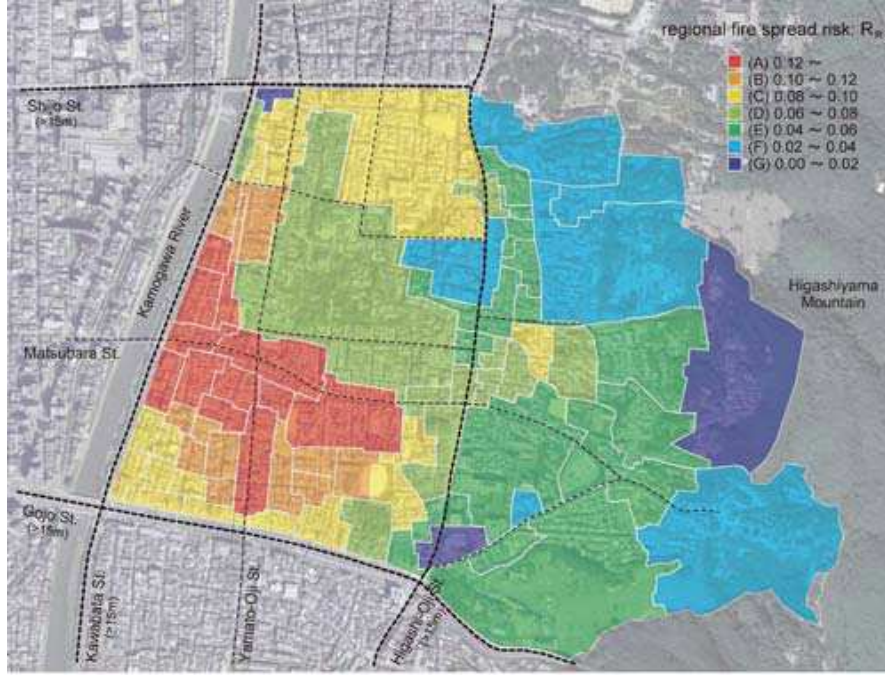 regional fire spread risk: R_R
(A) 0.12 ~
(B) 0.10 ~ 0.12
(C) 0.08 ~ 0.10
(D) 0.06 ~ 0.08
(E) 0.04 ~ 0.06
(F) 0.02 ~ 0.04
(G) 0.00 ~ 0.02
Shijo St.
(>15m)
Kamogawa River
Higashiyama
Mountain
Matsubara St.
Gojo St.
(>15m)
Kawabata St.
(≥15m)
Yamato-Oji St.
Higashi-Oji St.
(>15m)